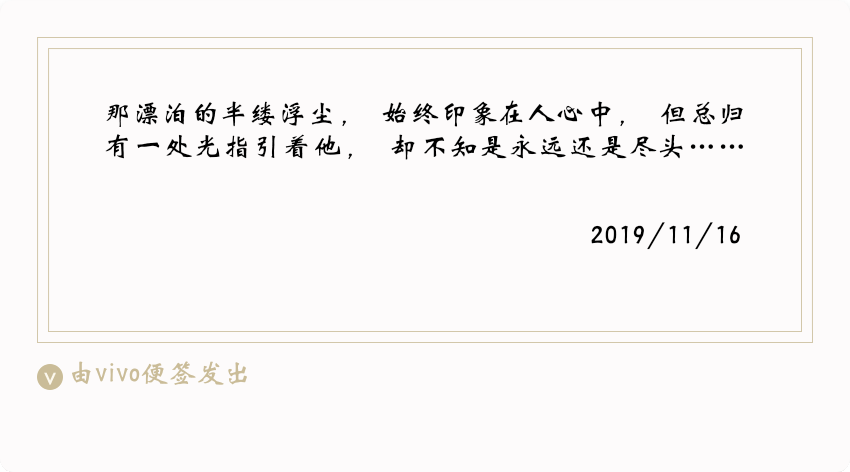 那漂泊的半缕浮尘， 始终印象在人心中， 但总归
有一处光指引着他， 却不知是永远还是尽头……
2019/11/16
v 由vivo便签发出